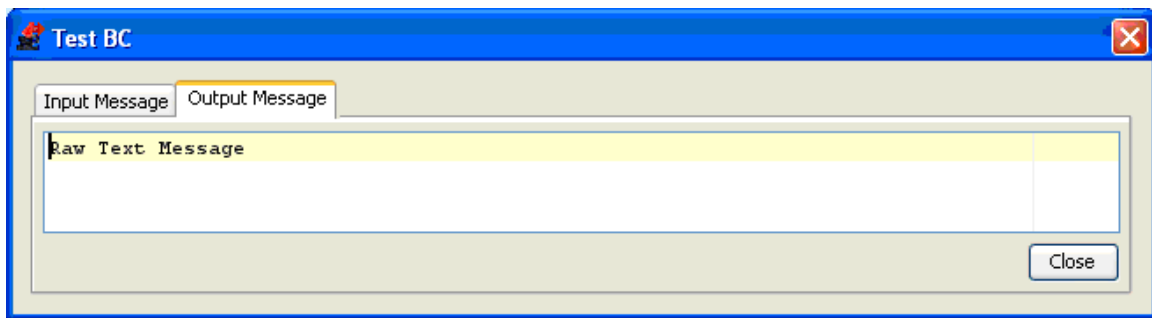 Test BC
Input Message Output Message
Raw Text Message
Close